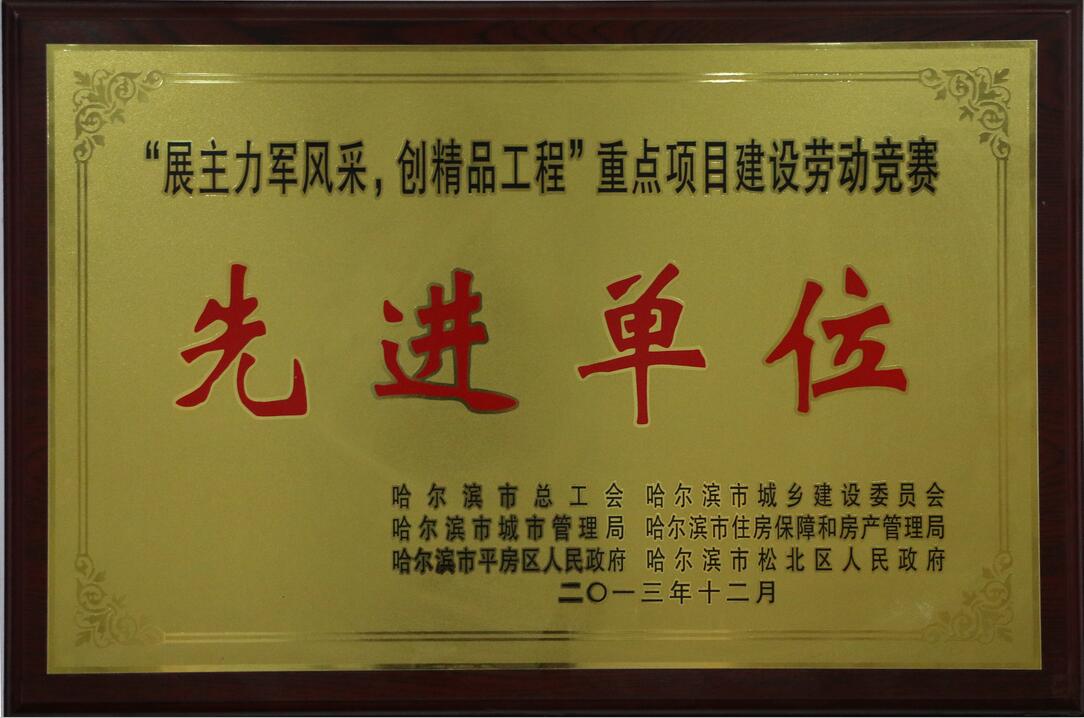 “展主力军风采，创精品工程”重点项目建设劳动竞赛
先进单位
哈尔滨市总工会 哈尔滨市城乡建设委员会
哈尔滨市城市管理局 哈尔滨市住房保障和房产管理局
哈尔滨市平房区人民政府 哈尔滨市松北区人民政府
二〇一三年十二月